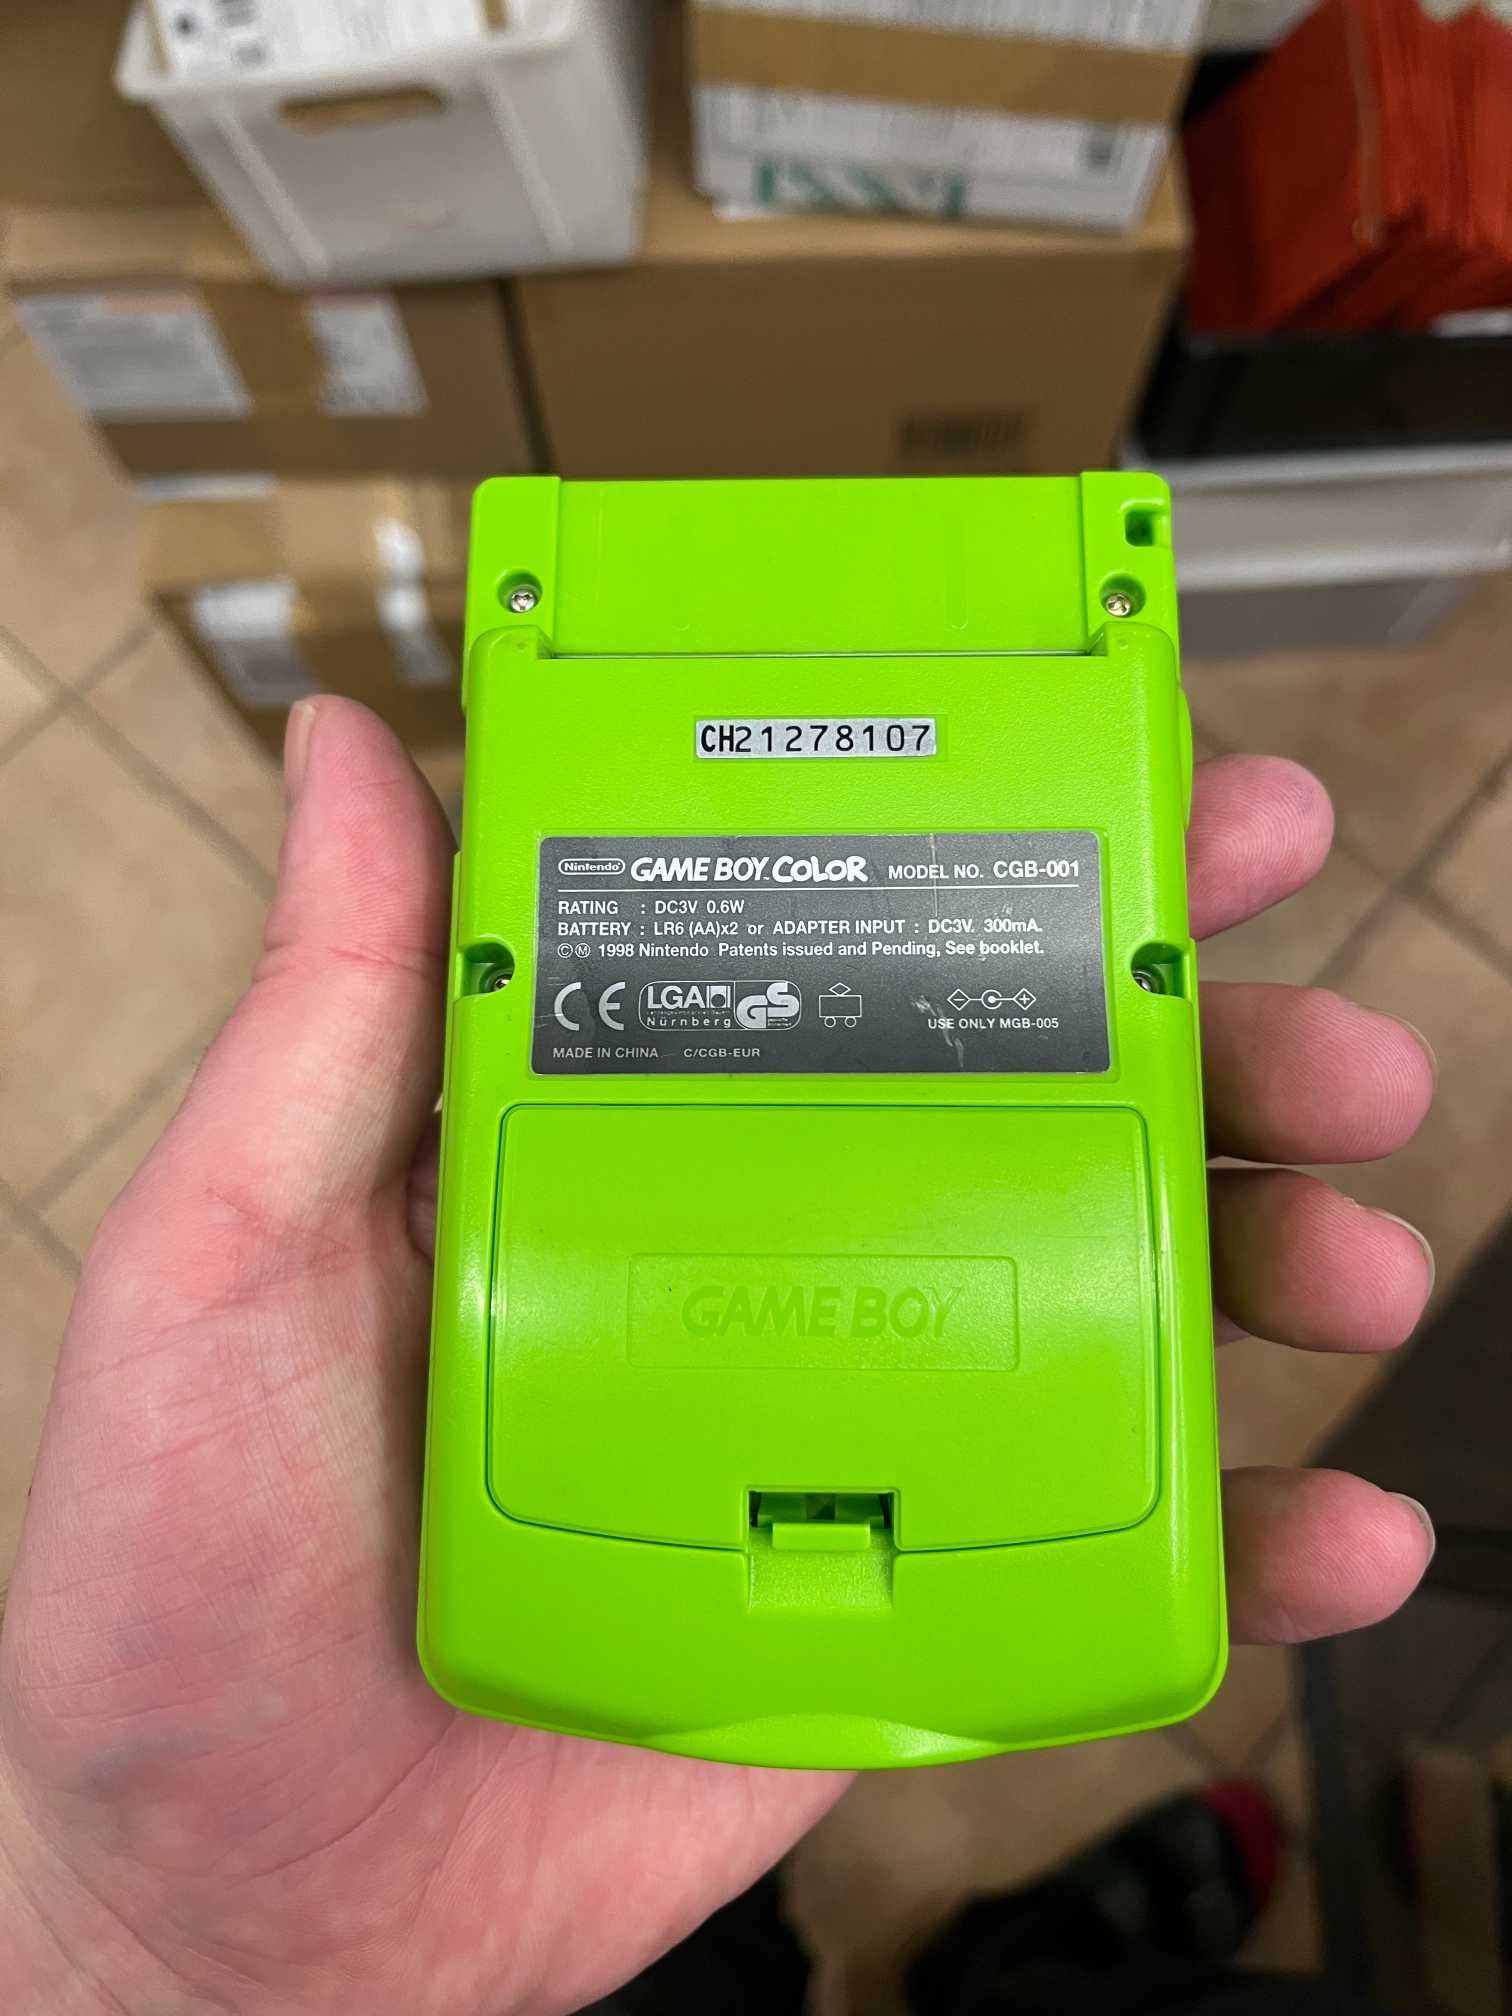 CH21278107
Nintendo GAME BOY COLOR MODEL NO. CGB-001
RATING : DC3V 0.6W
BATTERY : LR6 (AA)x2 or ADAPTER INPUT : DC3V. 300mA.
©Ⓜ 1998 Nintendo Patents issued and Pending, See booklet.
CE LGA Nürnberg GS
USE ONLY MGB-005
MADE IN CHINA C/CGB-EUR
GAME BOY